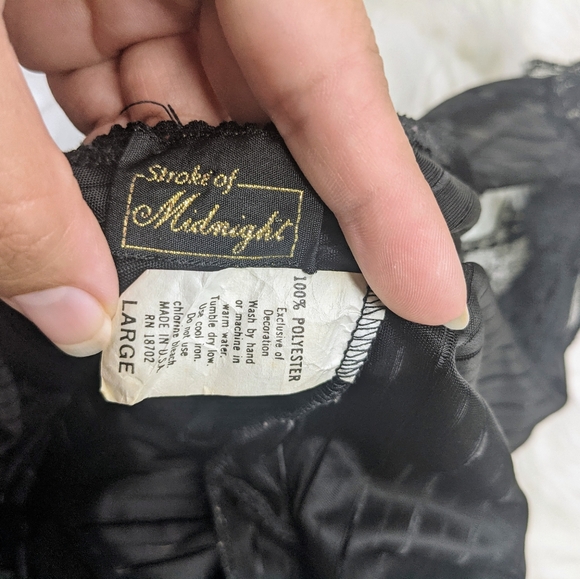 Stroke of
Midnight
100% POLYESTER
Exclusive of
Decoration
Wash by hand
or machine in
warm water.
Tumble dry low.
Use cool iron.
Do not use
chlorine bleach.
MADE IN U.S.A.
RN 18702
LARGE